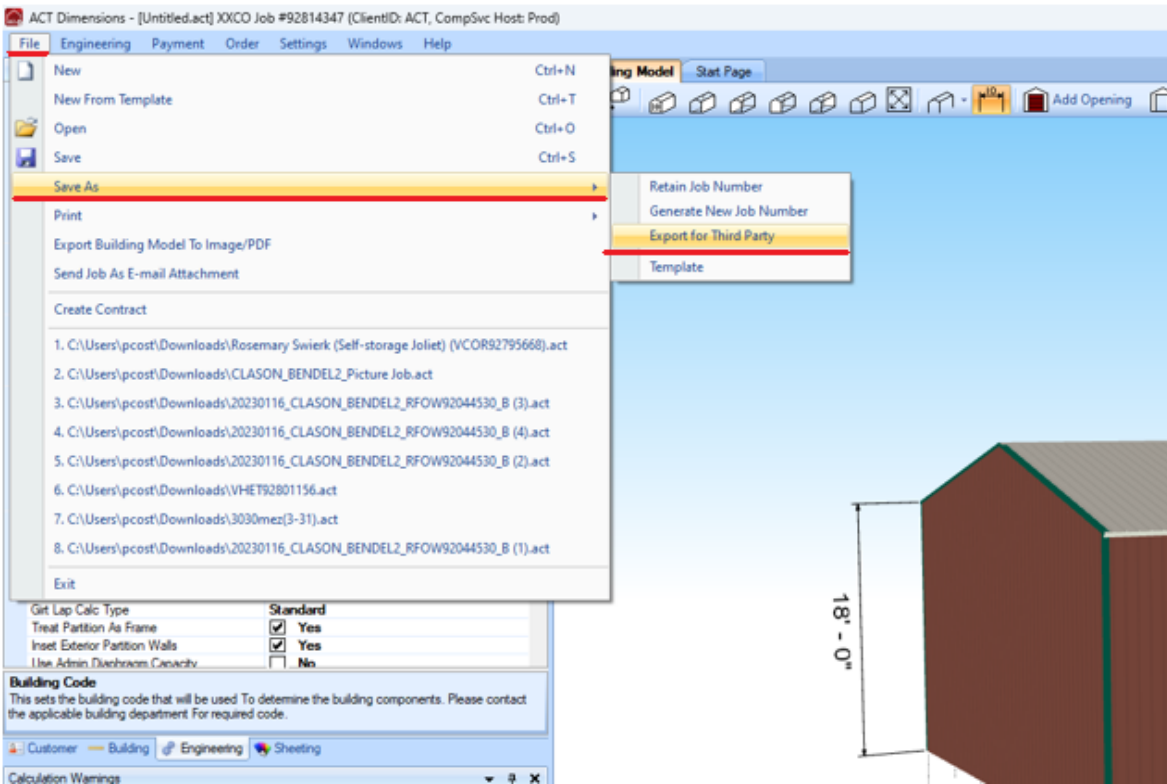 ACT Dimensions - [Untitled.act] XXCO Job #92814347 (ClientID: ACT, CompSvc Host: Prod)
File Engineering Payment Order Settings Windows Help
New Ctrl+N
ing Model Start Page
New From Template Ctrl+T
10 Add Opening
Open Ctrl+O
Save Ctrl+S
Save As
Retain Job Number
Generate New Job Number
Export for Third Party
Template
Print
Export Building Model To Image/PDF
Send Job As E-mail Attachment
Create Contract
1. C:\Users\pcost\Downloads\Rosemary Swierk (Self-storage Joliet) (VCOR92795668).act
2. C:\Users\pcost\Downloads\CLASON_BENDEL2_Picture Job.act
3. C:\Users\pcost\Downloads\20230116_CLASON_BENDEL2_RFOW92044530_B (3).act
4. C:\Users\pcost\Downloads\20230116_CLASON_BENDEL2_RFOW92044530_B (4).act
5. C:\Users\pcost\Downloads\20230116_CLASON_BENDEL2_RFOW92044530_B (2).act
6. C:\Users\pcost\Downloads\VHET92801156.act
7. C:\Users\pcost\Downloads\3030mez(3-31).act
8. C:\Users\pcost\Downloads\20230116_CLASON_BENDEL2_RFOW92044530_B (1).act
Exit
18' - 0"
Girt Lap Calc Type Standard
Treat Partition As Frame Yes
Inset Exterior Partition Walls Yes
Use Admin Diaphragm Capacity No
Building Code
This sets the building code that will be used To determine the building components. Please contact
the applicable building department For required code.
Customer Building Engineering Sheeting
Calculation Warnings